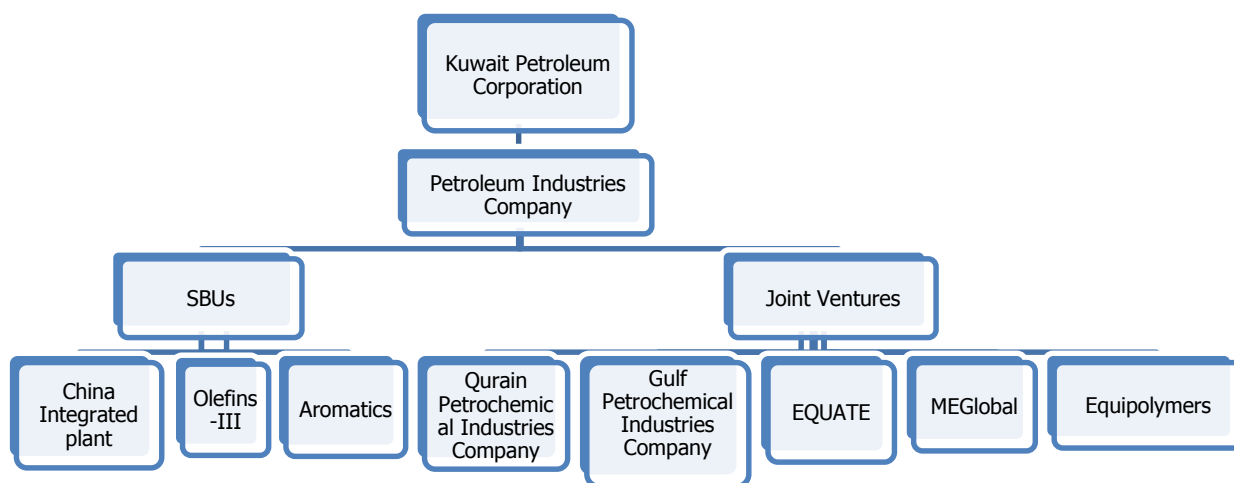 Kuwait Petroleum
Corporation
Petroleum Industries
Company
SBUs
Joint Ventures
China
Integrated
plant
Olefins
-III
Aromatics
Qurain
Petrochemic
al Industries
Company
Gulf
Petrochemical
Industries
Company
EQUATE
MEGlobal
Equipolymers